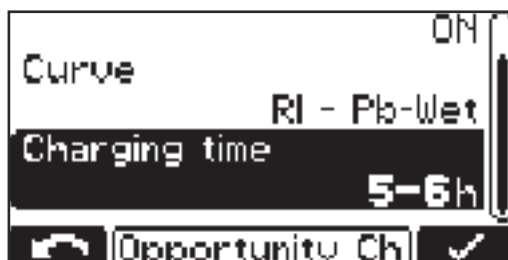 ON
Curve
RI - Pb-Wet
Charging time
5-6h
Opportunity Ch